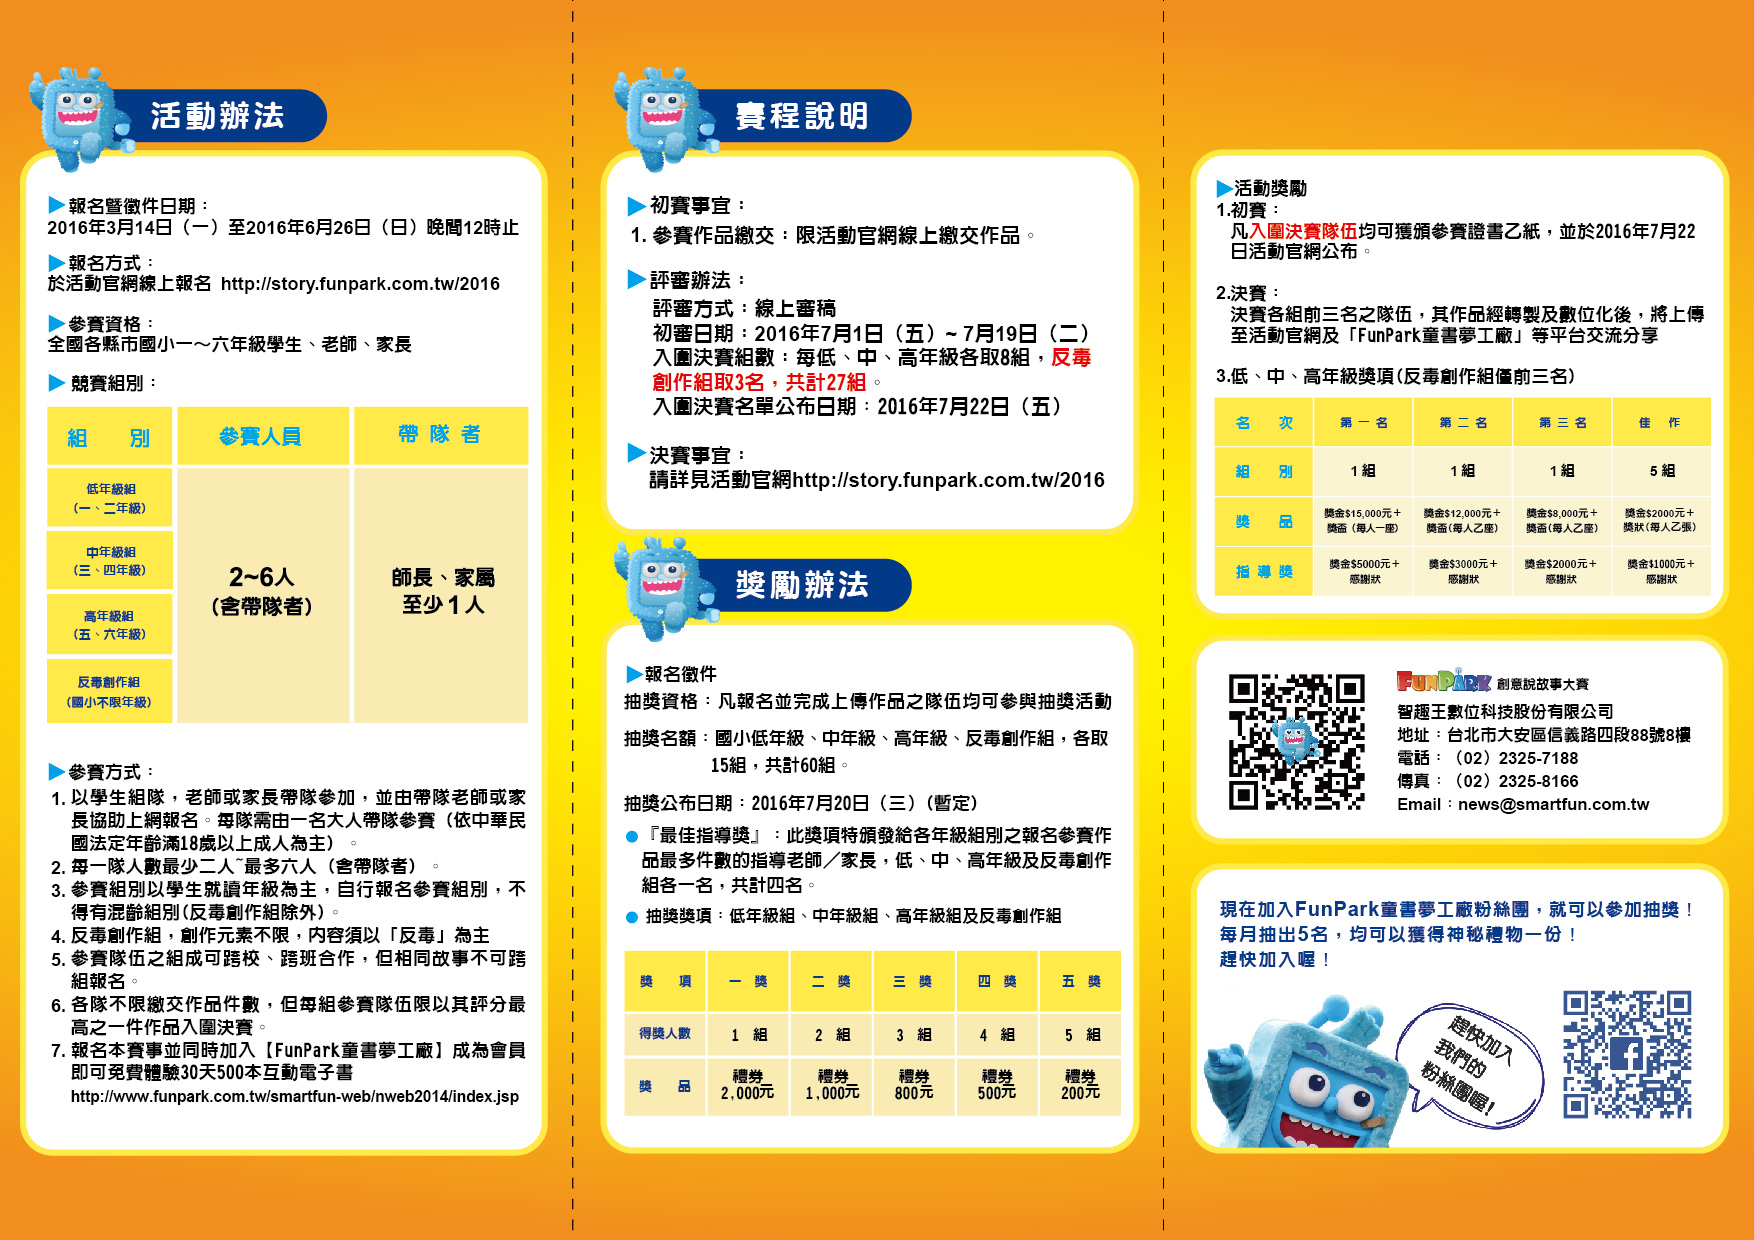 活動辦法
▶報名暨徵件日期：
2016年3月14日（一）至2016年6月26日（日）晚間12時止
▶報名方式：
於活動官網線上報名 http://story.funpark.com.tw/2016
▶參賽資格：
全國各縣市國小一～六年級學生、老師、家長
▶ 競賽組別：
組 別 參賽人員 帶隊者
低年級組
（一、二年級）
中年級組
（三、四年級）
高年級組
（五、六年級）
反毒創作組
（國小不限年級）
2~6人
（含帶隊者）
師長、家屬
至少1人
▶參賽方式：
1. 以學生組隊，老師或家長帶隊參加，並由帶隊老師或家
長協助上網報名。每隊需由一名大人帶隊參賽（依中華民
國法定年齡滿18歲以上成人為主）。
2. 每一隊人數最少二人~最多六人（含帶隊者）。
3. 參賽組別以學生就讀年級為主，自行報名參賽組別，不
得有混齡組別(反毒創作組除外)。
4. 反毒創作組，創作元素不限，內容須以「反毒」為主
5. 參賽隊伍之組成可跨校、跨班合作，但相同故事不可跨
組報名。
6. 各隊不限繳交作品件數，但每組參賽隊伍限以其評分最
高之一件作品入圍決賽。
7. 報名本賽事並同時加入【FunPark童書夢工廠】成為會員
即可免費體驗30天500本互動電子書
http://www.funpark.com.tw/smartfun-web/nweb2014/index.jsp
賽程說明
▶初賽事宜：
1. 參賽作品繳交：限活動官網線上繳交作品。
▶評審辦法：
評審方式：線上審稿
初審日期：2016年7月1日（五）~ 7月19日（二）
入圍決賽組數：每低、中、高年級各取8組，反毒
創作組取3名，共計27組。
入圍決賽名單公布日期：2016年7月22日（五）
▶決賽事宜：
請詳見活動官網http://story.funpark.com.tw/2016
獎勵辦法
▶報名徵件
抽獎資格：凡報名並完成上傳作品之隊伍均可參與抽獎活動
抽獎名額：國小低年級、中年級、高年級、反毒創作組，各取
15組，共計60組。
抽獎公布日期：2016年7月20日（三）(暫定)
●『最佳指導獎』：此獎項特頒發給各年級組別之報名參賽作
品最多件數的指導老師／家長，低、中、高年級及反毒創作
組各一名，共計四名。
● 抽獎獎項：低年級組、中年級組、高年級組及反毒創作組
獎 項 一 獎 二 獎 三 獎 四 獎 五 獎
得獎人數 1 組 2 組 3 組 4 組 5 組
獎 品 禮券 禮券 禮券 禮券 禮券
2,000元 1,000元 800元 500元 200元
▶活動獎勵
1.初賽：
凡入圍決賽隊伍均可獲頒參賽證書乙紙，並於2016年7月22
日活動官網公布。
2.決賽：
決賽各組前三名之隊伍，其作品經轉製及數位化後，將上傳
至活動官網及「FunPark童書夢工廠」等平台交流分享
3.低、中、高年級獎項(反毒創作組僅前三名)
名 次 第一名 第二名 第三名 佳 作
組 別 1組 1組 1組 5組
獎 品 獎金$15,000元＋ 獎金$12,000元＋ 獎金$8,000元＋ 獎金$2000元＋
獎盃（每人一座） 獎盃(每人乙座) 獎盃(每人乙座) 獎狀(每人乙張)
指導獎 獎金$5000元＋ 獎金$3000元＋ 獎金$2000元＋ 獎金$1000元＋
感謝狀 感謝狀 感謝狀 感謝狀
FUNPARK 創意說故事大賽
智趣王數位科技股份有限公司
地址：台北市大安區信義路四段88號8樓
電話：（02）2325-7188
傳真：（02）2325-8166
Email：news@smartfun.com.tw
現在加入FunPark童書夢工廠粉絲團，就可以參加抽獎！
每月抽出5名，均可以獲得神秘禮物一份！
趕快加入喔！
趕快加入
我們的
粉絲團喔!